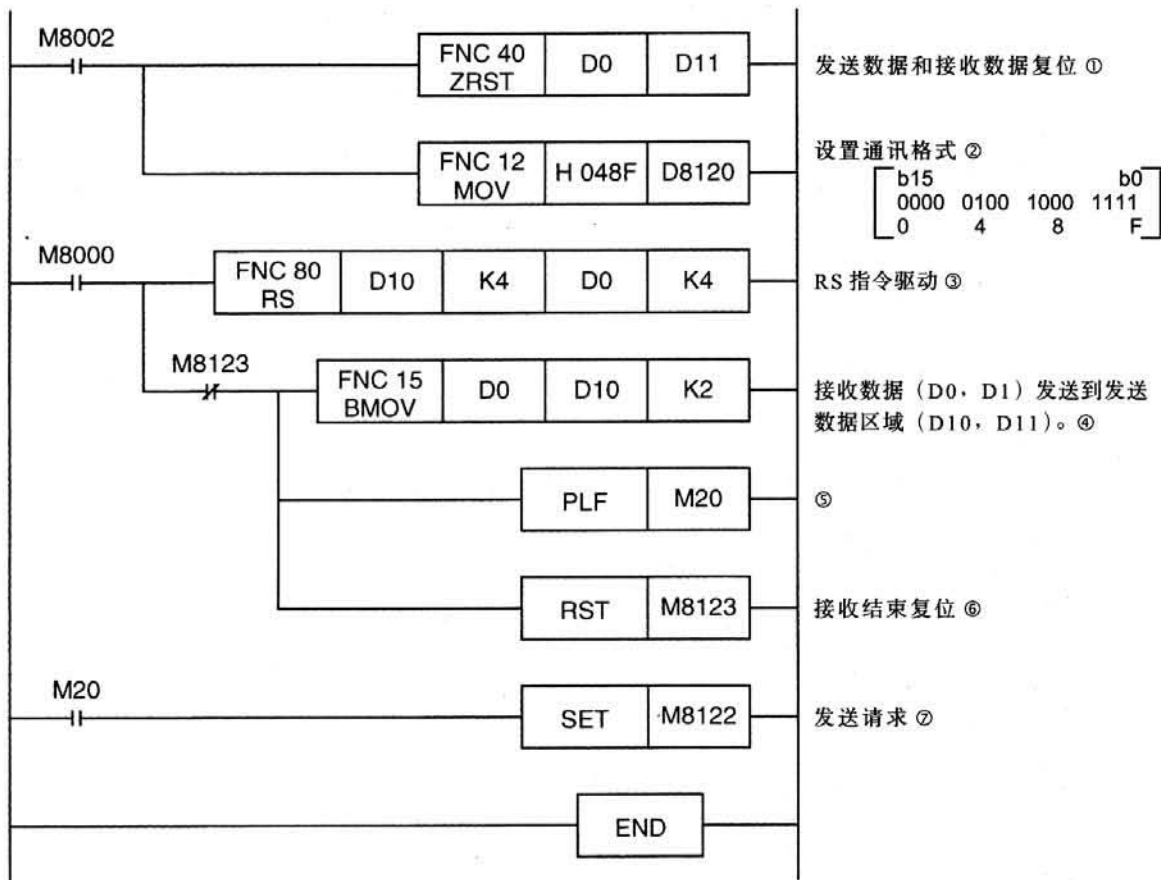 M8002
FNC 40 ZRST D0 D11
发送数据和接收数据复位 ①
FNC 12 MOV H 048F D8120
设置通讯格式 ②
b15 b0
0000 0100 1000 1111
0 4 8 F
M8000
FNC 80 RS D10 K4 D0 K4
RS 指令驱动 ③
M8123
FNC 15 BMOV D0 D10 K2
接收数据（D0，D1）发送到发送
数据区域（D10，D11）。④
PLF M20
⑤
RST M8123
接收结束复位 ⑥
M20
SET M8122
发送请求 ⑦
END